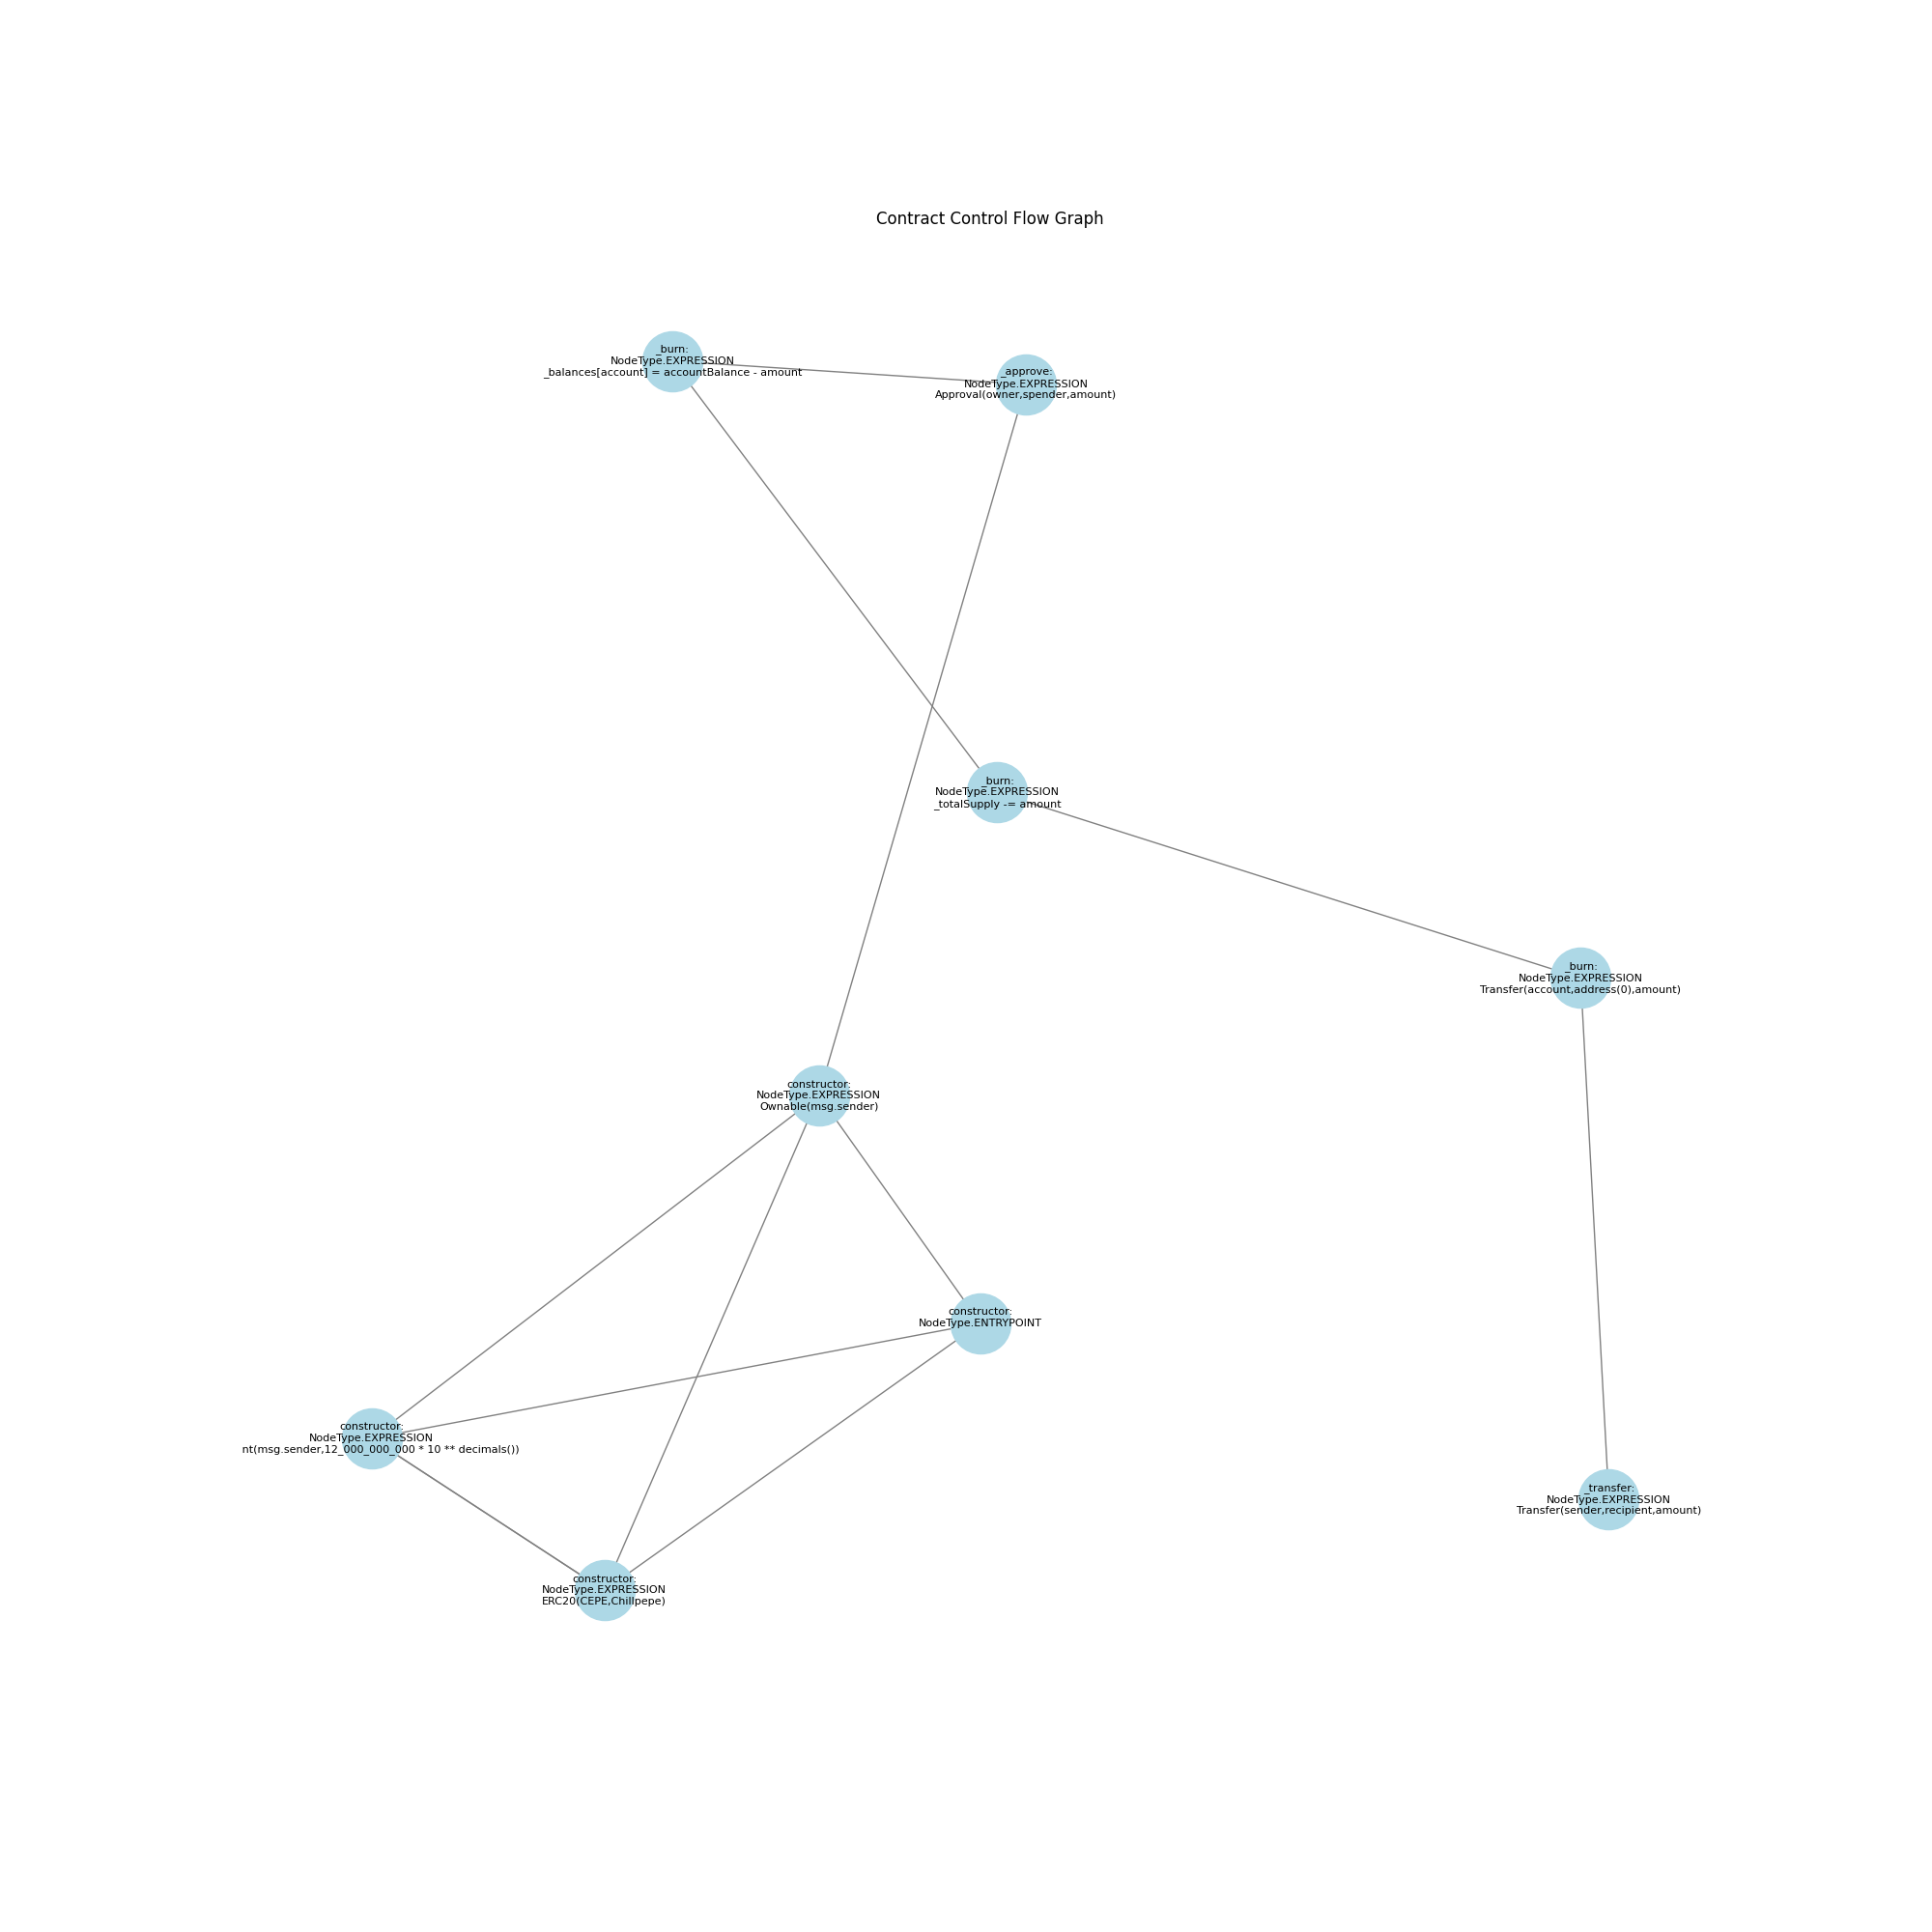 Contract Control Flow Graph
_burn:
NodeType.EXPRESSION
_balances[account] = accountBalance - amount
_approve:
NodeType.EXPRESSION
Approval(owner,spender,amount)
_burn:
NodeType.EXPRESSION
_totalSupply -= amount
_burn:
NodeType.EXPRESSION
Transfer(account,address(0),amount)
constructor:
NodeType.EXPRESSION
Ownable(msg.sender)
constructor:
NodeType.ENTRYPOINT
constructor:
NodeType.EXPRESSION
nt(msg.sender,12_000_000_000 * 10 ** decimals())
_transfer:
NodeType.EXPRESSION
Transfer(sender,recipient,amount)
constructor:
NodeType.EXPRESSION
ERC20(CEPE,Chillpepe)